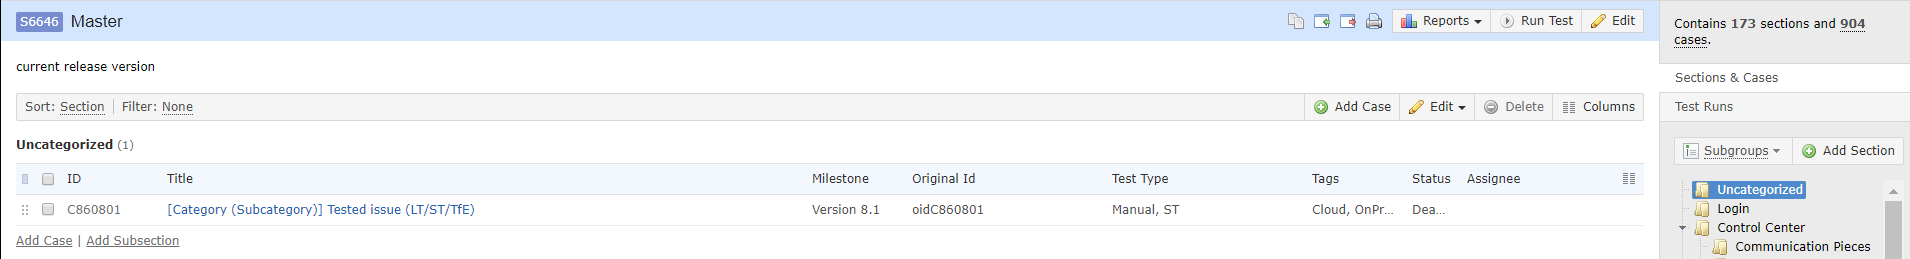 S6646 Master
Reports Run Test Edit
current release version
Sort: Section Filter: None
Add Case Edit Delete Columns
Uncategorized (1)
ID Title Milestone Original Id Test Type Tags Status Assignee
C860801 [Category (Subcategory)] Tested issue (LT/ST/TfE) Version 8.1 oidC860801 Manual, ST Cloud, OnPr... Dea...
Add Case | Add Subsection
Contains 173 sections and 904
cases.
Sections & Cases
Test Runs
Subgroups Add Section
Uncategorized
Login
Control Center
Communication Pieces